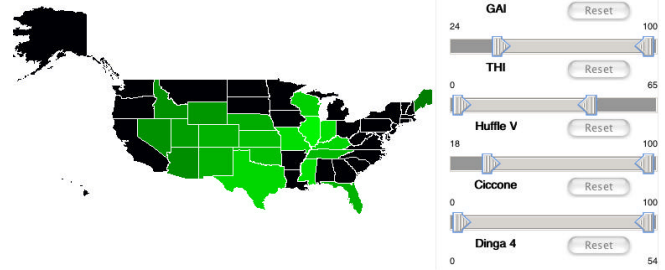 GAI Reset
24 100
THI Reset
0 65
Huffle V Reset
18 100
Ciccone Reset
0 100
Dinga 4 Reset
0 54